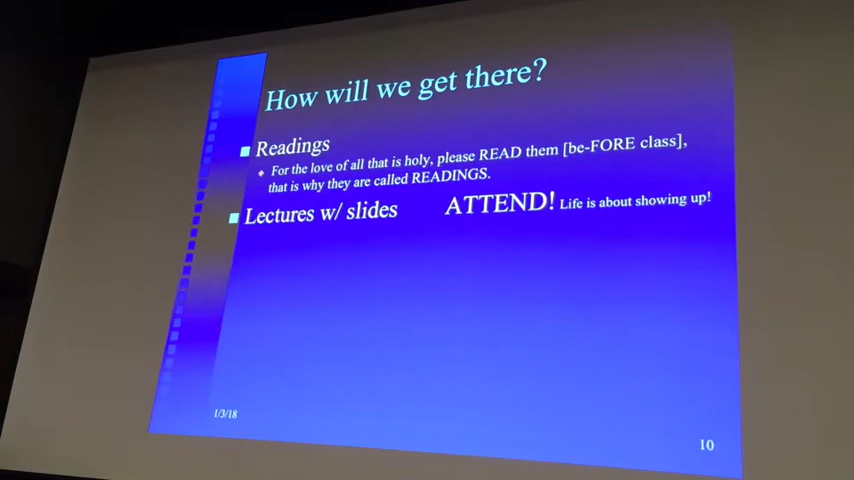 How will we get there?
Readings
For the love of all that is holy, please READ them [be-FORE class],
that is why they are called READINGS.
Lectures w/ slides ATTEND! Life is about showing up!
1/3/18
10